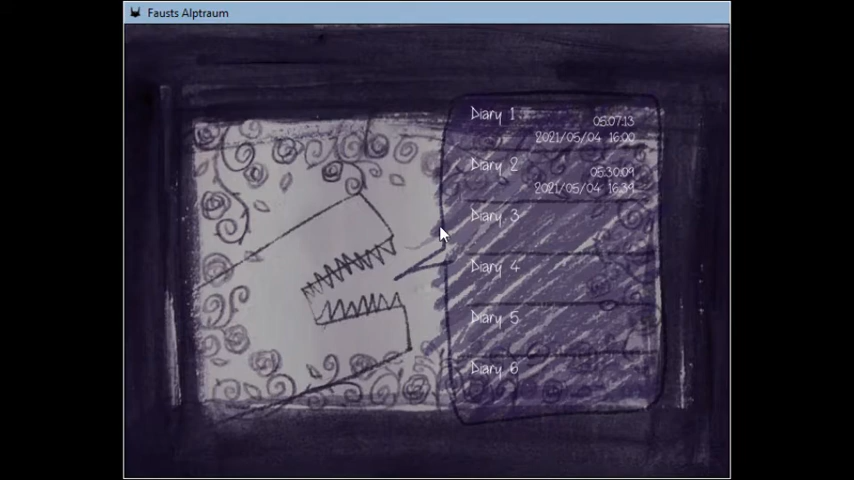 Fausts Alptraum
Diary 1
05:07:13
2021/05/04 16:00
Diary 2
05:30:09
2021/05/04 16:39
Diary 3
Diary 4
Diary 5
Diary 6